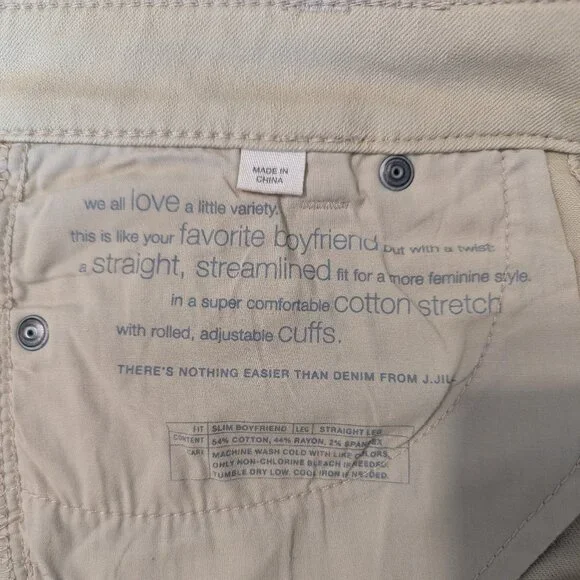 MADE IN
CHINA
we all love a little variety.
this is like your favorite boyfriend but with a twist:
a straight, streamlined fit for a more feminine style.
in a super comfortable cotton stretch
with rolled, adjustable cuffs.
THERE'S NOTHING EASIER THAN DENIM FROM J.JIL
FIT SLIM BOYFRIEND LEG STRAIGHT LEG
CONTENT 54% COTTON, 44% RAYON, 2% SPANDEX
CARE MACHINE WASH COLD WITH LIKE COLORS,
ONLY NON-CHLORINE BLEACH IF NEEDED,
TUMBLE DRY LOW. COOL IRON IF NEEDED.